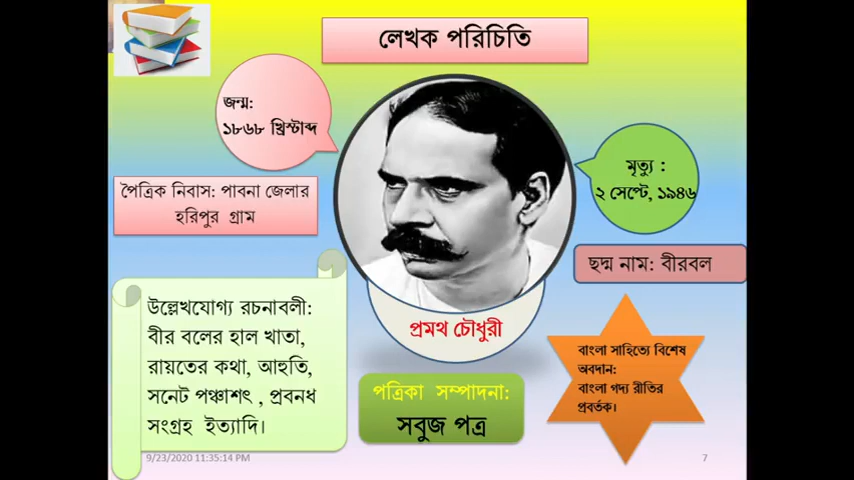 লেখক পরিচিতি
জন্ম:
১৮৬৮ খ্রিস্টাব্দ
মৃত্যু :
২ সেপ্টে, ১৯৪৬
পৈত্রিক নিবাস: পাবনা জেলার
হরিপুর গ্রাম
ছদ্ম নাম: বীরবল
উল্লেখযোগ্য রচনাবলী:
বীর বলের হাল খাতা,
রায়তের কথা, আহুতি,
সনেট পঞ্চাশৎ , প্রবনধ
সংগ্রহ ইত্যাদি।
প্রমথ চৌধুরী
পত্রিকা সম্পাদনা:
সবুজ পত্র
বাংলা সাহিত্যে বিশেষ
অবদান:
বাংলা গদ্য রীতির
প্রবর্তক।
9/23/2020 11:35:14 PM
7